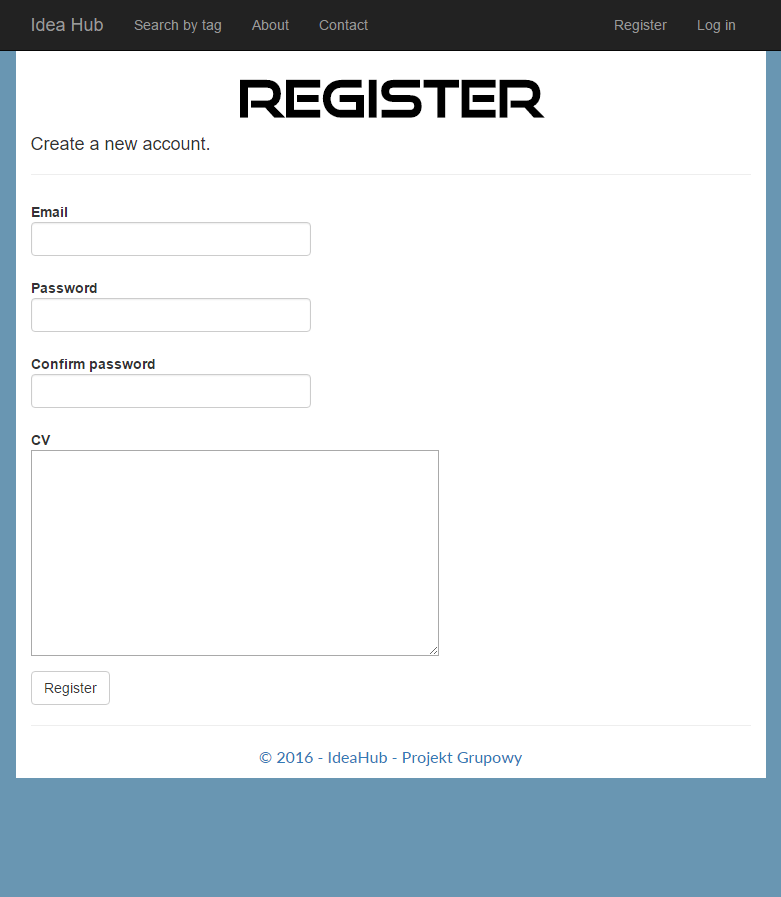 Idea Hub Search by tag About Contact Register Log in
REGISTER
Create a new account.
Email
Password
Confirm password
CV
Register
© 2016 - IdeaHub - Projekt Grupowy